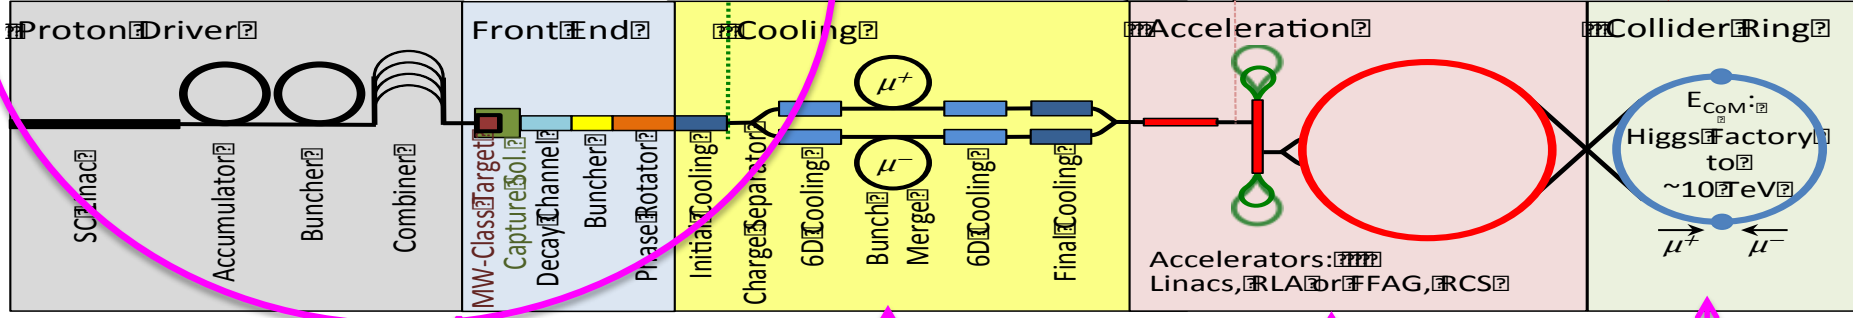 Proton Driver
Front End
Cooling
Acceleration
Collider Ring
SC Linac
Accumulator
Buncher
Combiner
MW-Class Target
Capture Sol.
Decay Channel
Buncher
Phase Rotator
Initial Cooling
Charge Separator
μ+
μ−
6D Cooling
Bunch
Merge
6D Cooling
Final Cooling
Accelerators:
Linacs, RLA or FFAG, RCS
ECoM:
Higgs Factory
to
~10 TeV
μ+ μ−